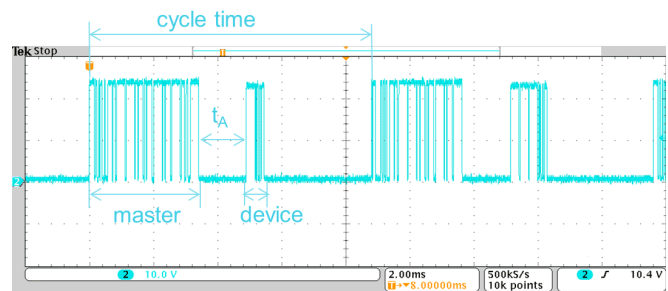 cycle time
Tek Stop
T
T
t_A
2
master
device
2 10.0 V
2.00ms
T→▼8.00000ms
500kS/s
10k points
2 ƒ 10.4 V